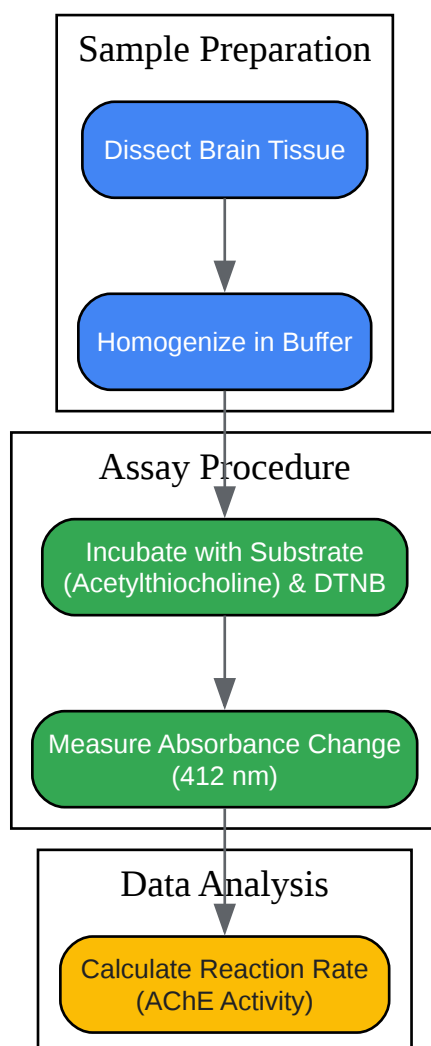 Sample Preparation
Dissect Brain Tissue
Homogenize in Buffer
Assay Procedure
Incubate with Substrate
(Acetylthiocholine) & DTNB
Measure Absorbance Change
(412 nm)
Data Analysis
Calculate Reaction Rate
(AChE Activity)